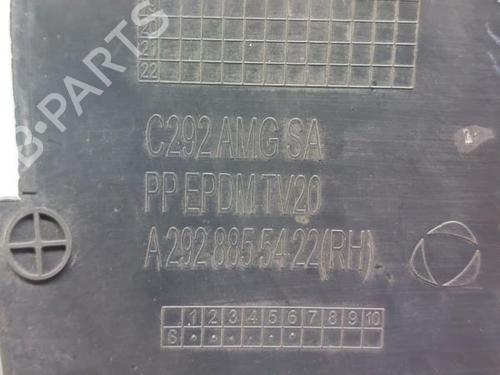 B-PARTS
20
21
22
C292 AMG SA
PP EPDM TV20
A 292 885 54 22(RH)
1 2 3 4 5 6 7 8 9 10
S